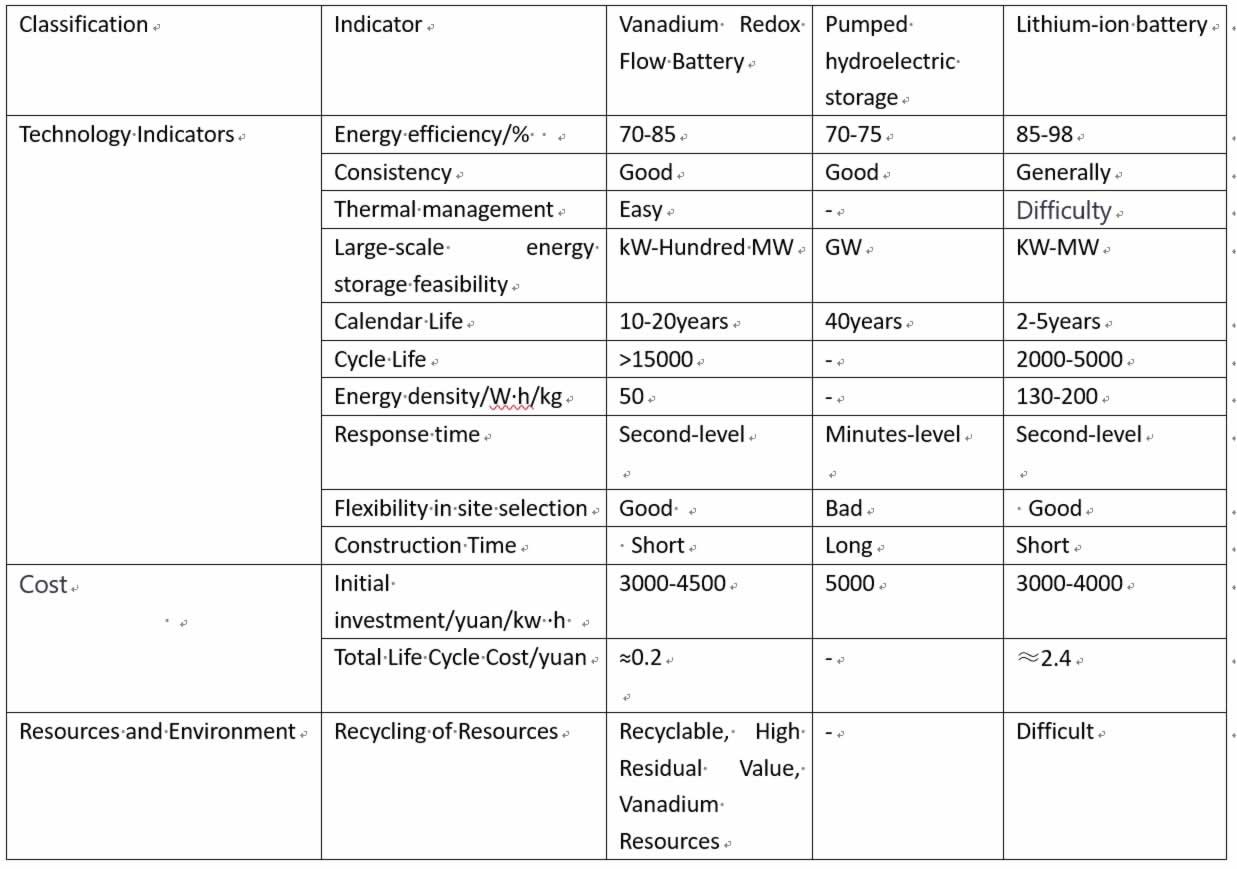 Classification
Indicator
Vanadium Redox
Flow Battery
Pumped
hydroelectric
storage
Lithium-ion battery
Technology Indicators
Energy efficiency/%
70-85
70-75
85-98
Consistency
Good
Good
Generally
Thermal management
Easy
-
Difficulty
Large-scale energy
storage feasibility
kW-Hundred MW
GW
KW-MW
Calendar Life
10-20years
40years
2-5years
Cycle Life
>15000
-
2000-5000
Energy density/W·h/kg
50
-
130-200
Response time
Second-level
Minutes-level
Second-level
Flexibility in site selection
Good
Bad
Good
Construction Time
Short
Long
Short
Cost
Initial
investment/yuan/kw ·h
3000-4500
5000
3000-4000
Total Life Cycle Cost/yuan
≈0.2
-
≈2.4
Resources and Environment
Recycling of Resources
Recyclable, High
Residual Value,
Vanadium
Resources
-
Difficult